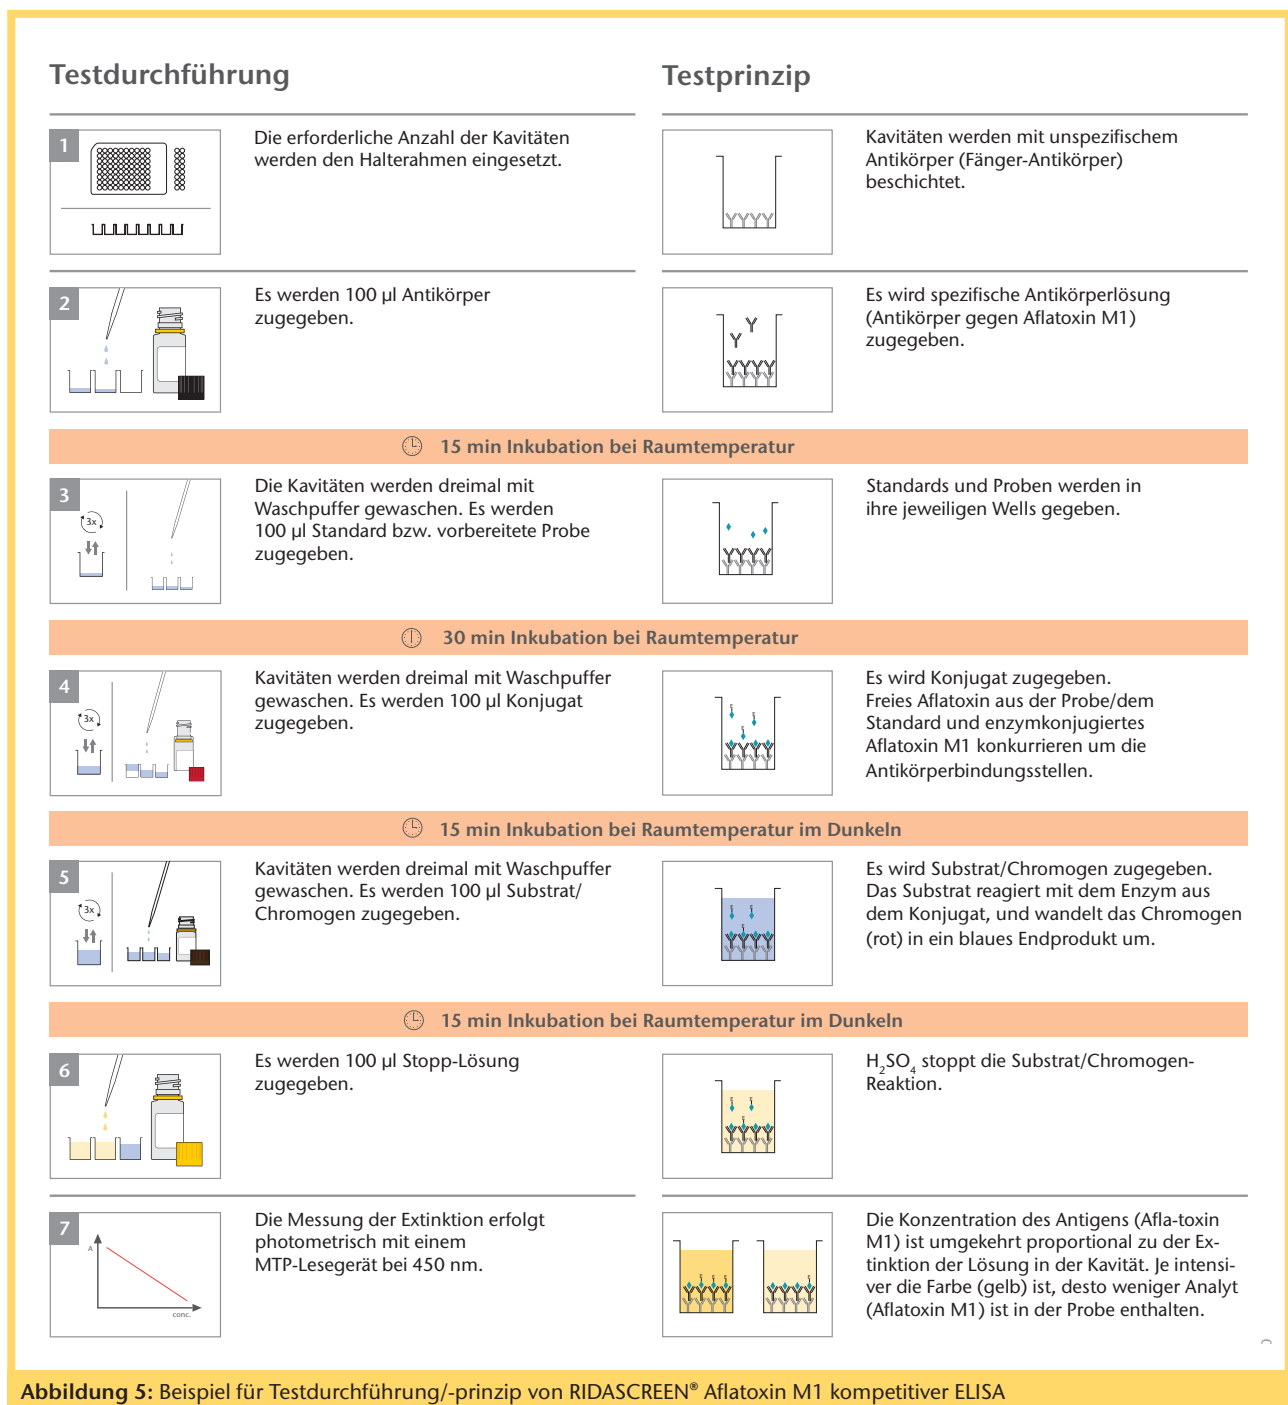 Testdurchführung
Testprinzip
1
Die erforderliche Anzahl der Kavitäten
werden den Halterahmen eingesetzt.
Kavitäten werden mit unspezifischem
Antikörper (Fänger-Antikörper)
beschichtet.
2
Es werden 100 µl Antikörper
zugegeben.
Es wird spezifische Antikörperlösung
(Antikörper gegen Aflatoxin M1)
zugegeben.
15 min Inkubation bei Raumtemperatur
3
3x
Die Kavitäten werden dreimal mit
Waschpuffer gewaschen. Es werden
100 µl Standard bzw. vorbereitete Probe
zugegeben.
Standards und Proben werden in
ihre jeweiligen Wells gegeben.
30 min Inkubation bei Raumtemperatur
4
3x
Kavitäten werden dreimal mit Waschpuffer
gewaschen. Es werden 100 µl Konjugat
zugegeben.
Es wird Konjugat zugegeben.
Freies Aflatoxin aus der Probe/dem
Standard und enzymkonjugiertes
Aflatoxin M1 konkurrieren um die
Antikörperbindungsstellen.
15 min Inkubation bei Raumtemperatur im Dunkeln
5
3x
Kavitäten werden dreimal mit Waschpuffer
gewaschen. Es werden 100 µl Substrat/
Chromogen zugegeben.
Es wird Substrat/Chromogen zugegeben.
Das Substrat reagiert mit dem Enzym aus
dem Konjugat, und wandelt das Chromogen
(rot) in ein blaues Endprodukt um.
15 min Inkubation bei Raumtemperatur im Dunkeln
6
Es werden 100 µl Stopp-Lösung
zugegeben.
H₂SO₄ stoppt die Substrat/Chromogen-
Reaktion.
7
A
conc.
Die Messung der Extinktion erfolgt
photometrisch mit einem
MTP-Lesegerät bei 450 nm.
Die Konzentration des Antigens (Afla-toxin
M1) ist umgekehrt proportional zu der Ex-
tinktion der Lösung in der Kavität. Je intensi-
ver die Farbe (gelb) ist, desto weniger Analyt
(Aflatoxin M1) ist in der Probe enthalten.
Abbildung 5: Beispiel für Testdurchführung/-prinzip von RIDASCREEN® Aflatoxin M1 kompetitiver ELISA